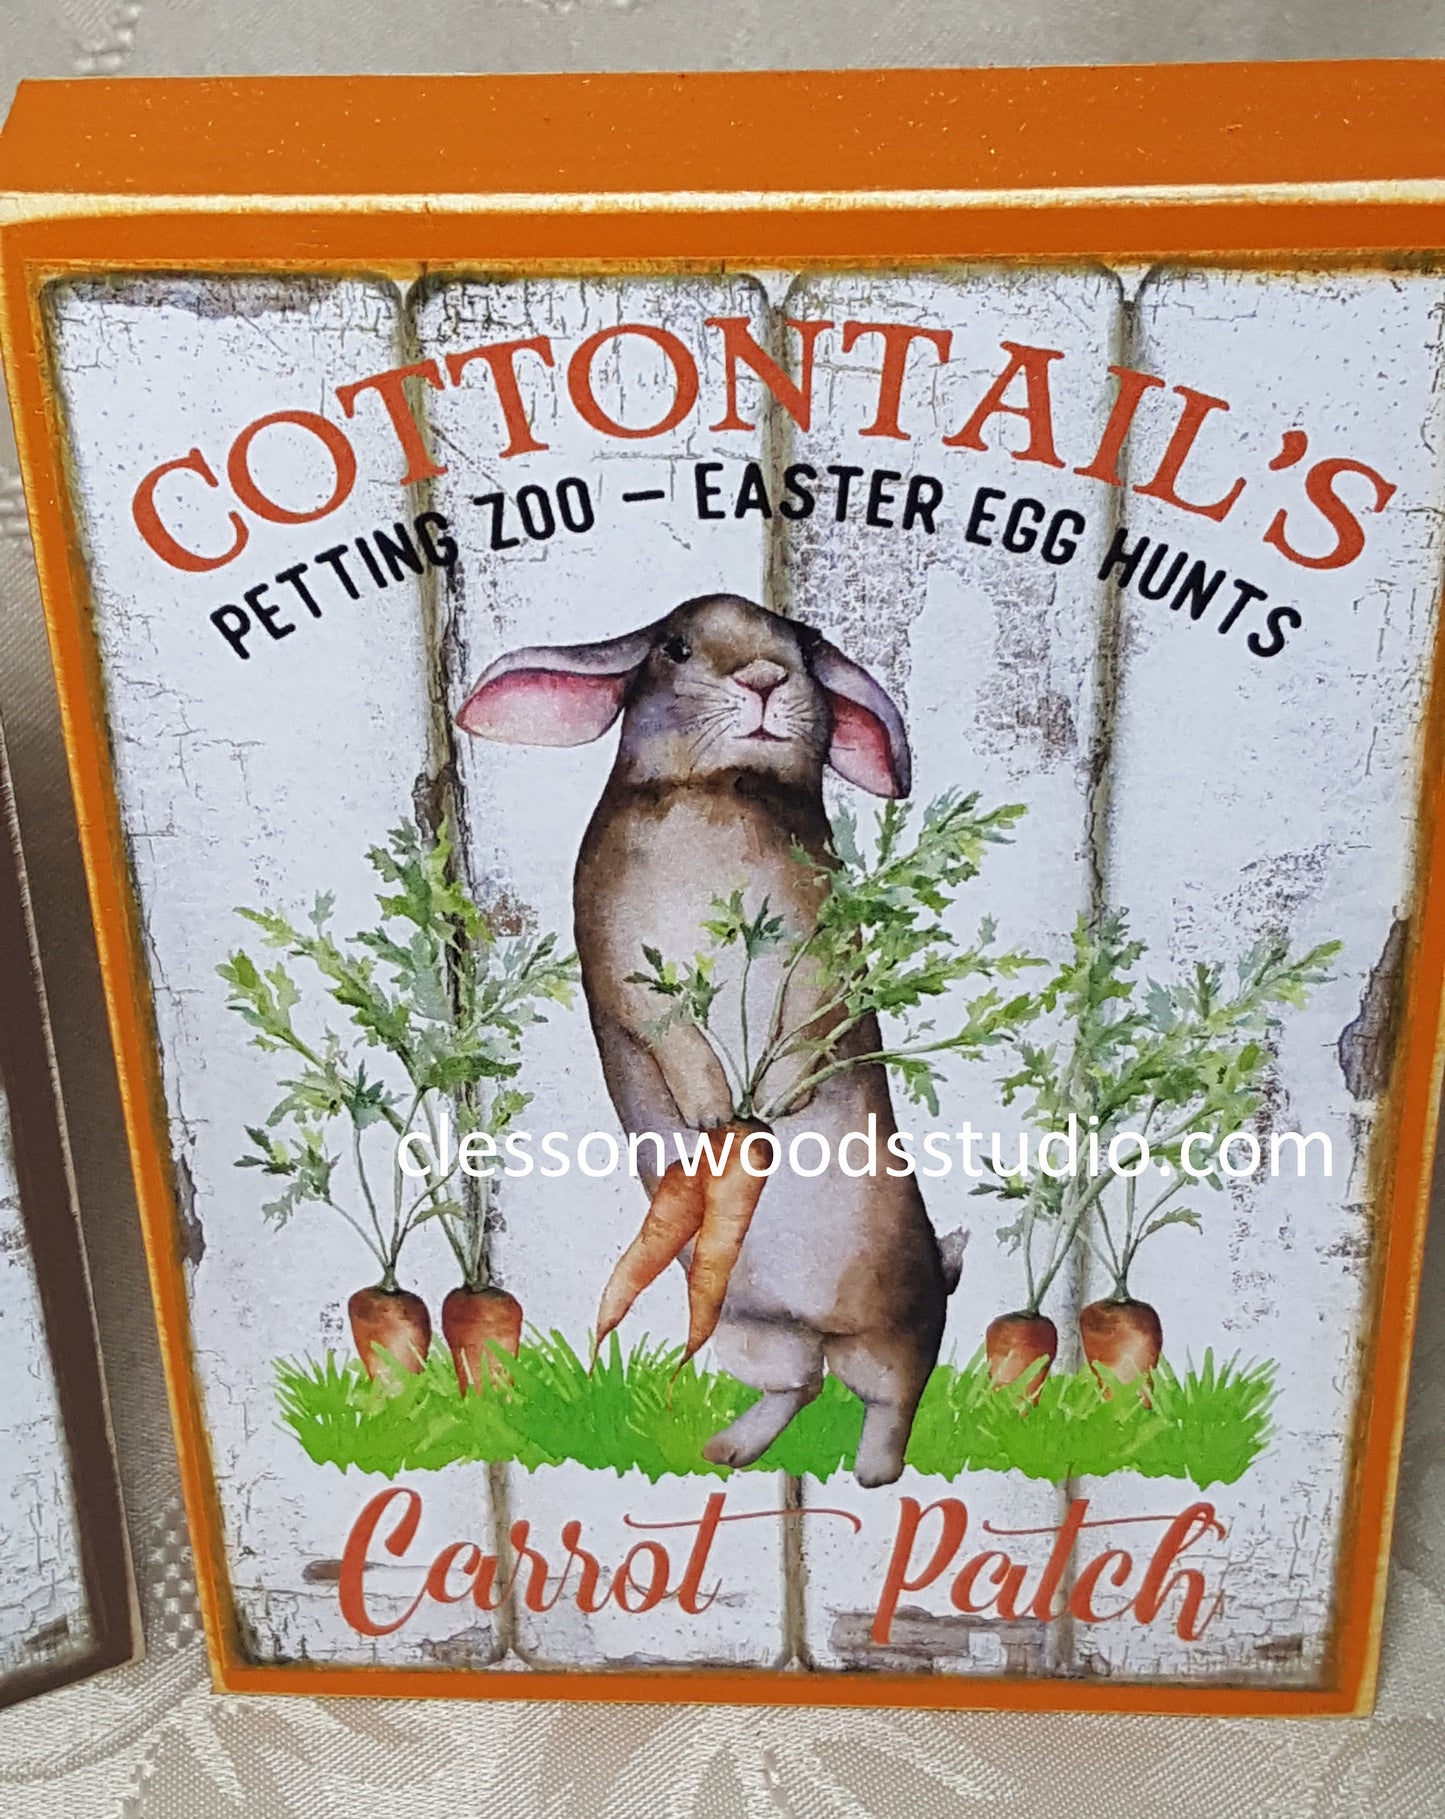 COTTONTAIL'S
PETTING ZOO – EASTER EGG HUNTS
clessonwoodsstudio.com
Carrot Patch